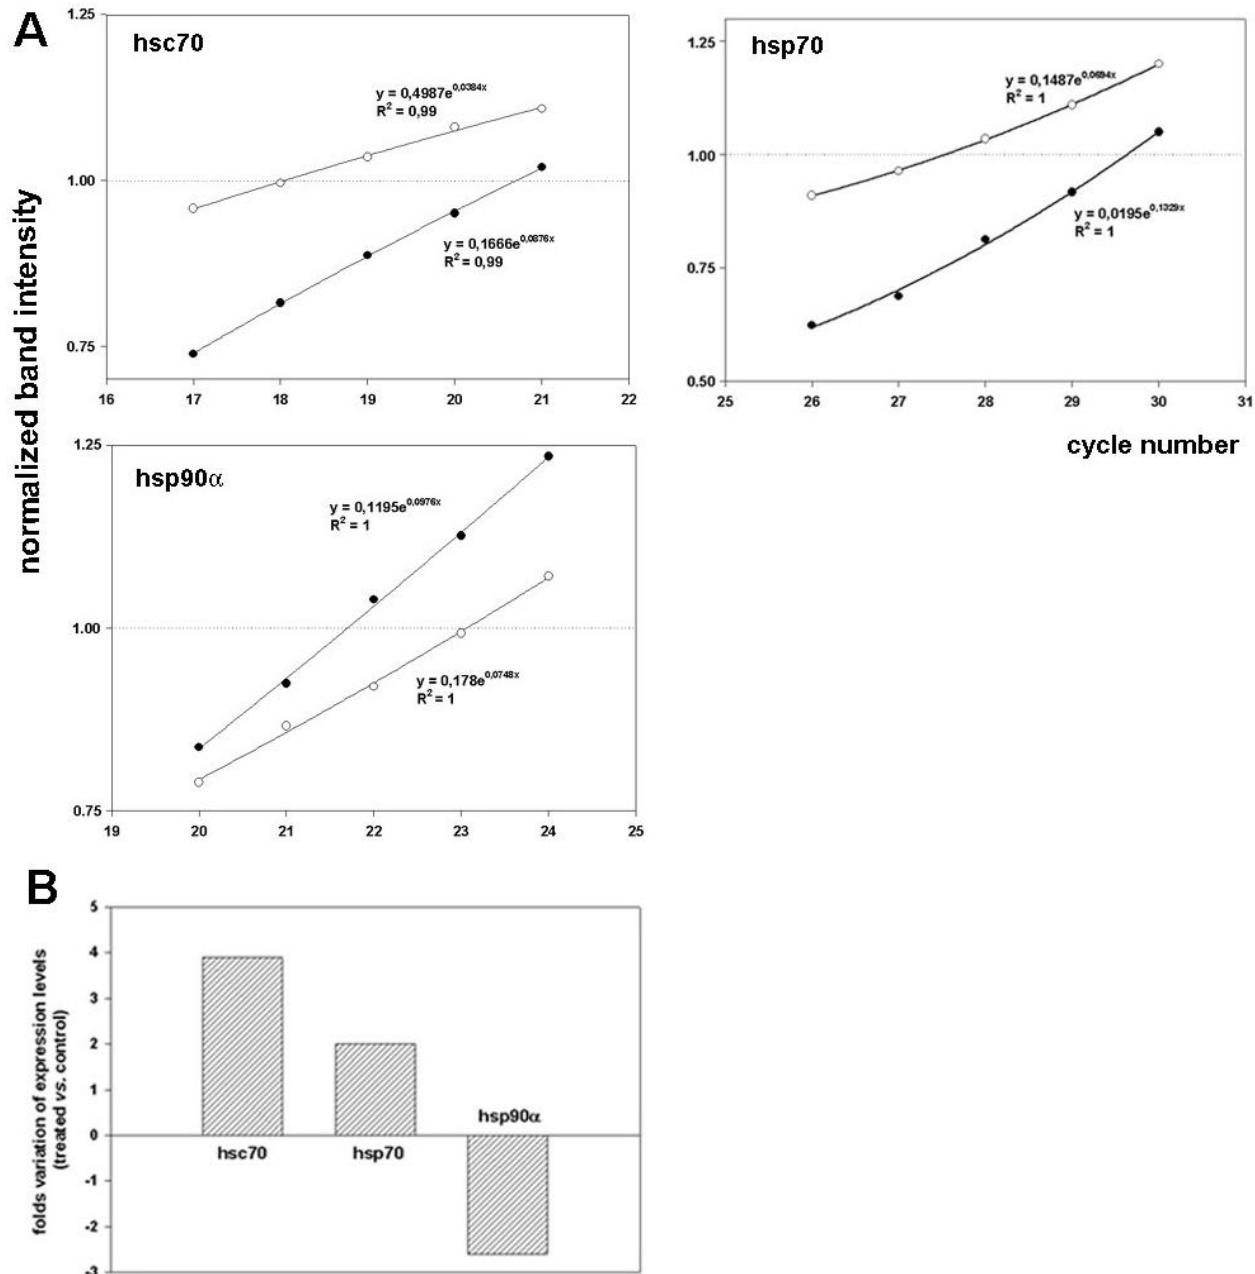 A
normalized band intensity
hsc70
1.25
1.00
0.75
y = 0,4987e^0,0384x
R² = 0,99
y = 0,1666e^0,0876x
R² = 0,99
16 17 18 19 20 21 22
hsp70
1.25
1.00
0.75
0.50
y = 0,1487e^0,0694x
R² = 1
y = 0,0195e^0,1329x
R² = 1
25 26 27 28 29 30 31
cycle number
hsp90α
1.25
1.00
0.75
y = 0,1195e^0,0976x
R² = 1
y = 0,178e^0,0748x
R² = 1
19 20 21 22 23 24 25
B
folds variation of expression levels
(treated vs. control)
5
4
3
2
1
0
-1
-2
-3
hsc70
hsp70
hsp90α